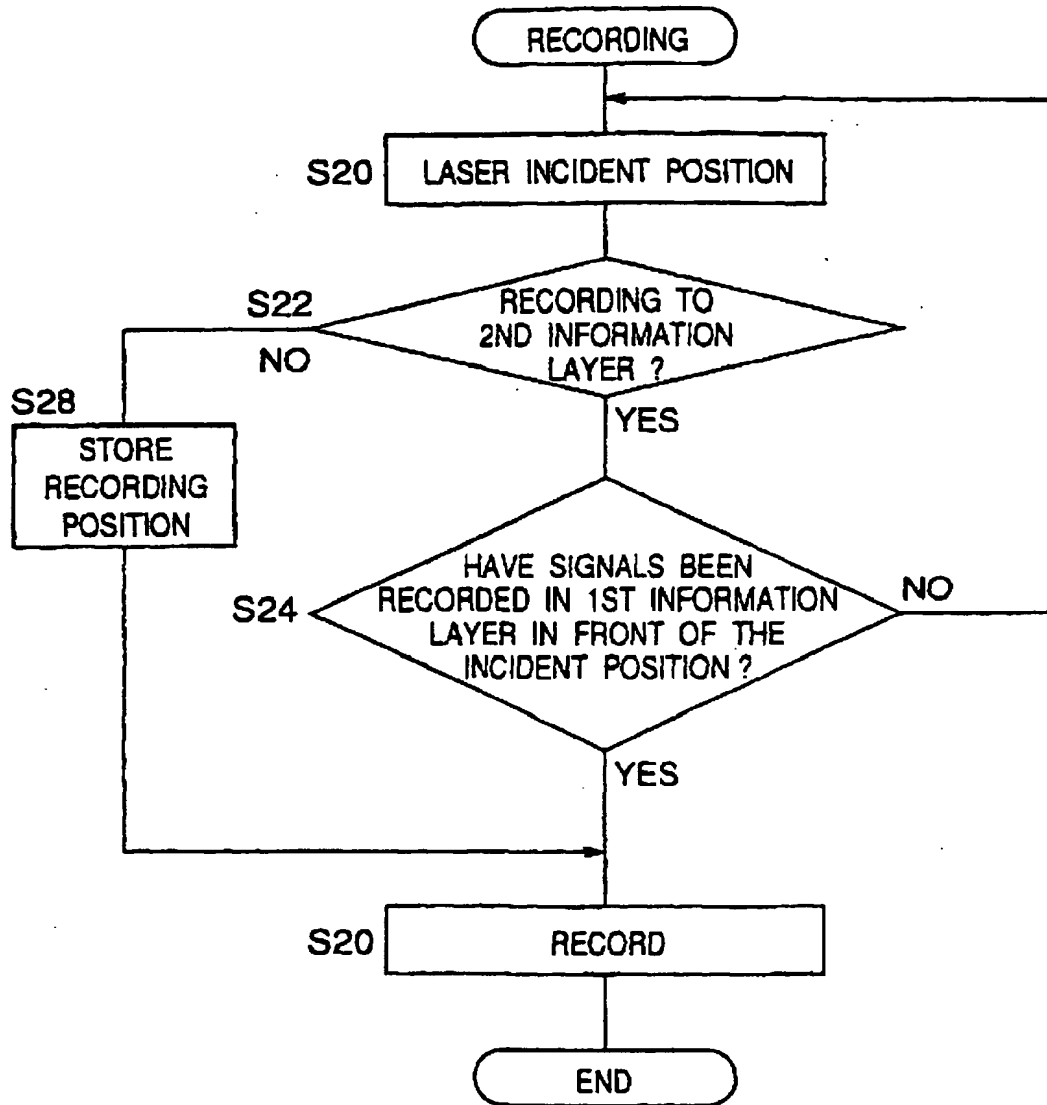 RECORDING
S20
LASER INCIDENT POSITION
S22
RECORDING TO
2ND INFORMATION
LAYER ?
NO
YES
S28
STORE
RECORDING
POSITION
S24
HAVE SIGNALS BEEN
RECORDED IN 1ST INFORMATION
LAYER IN FRONT OF THE
INCIDENT POSITION ?
NO
YES
S20
RECORD
END